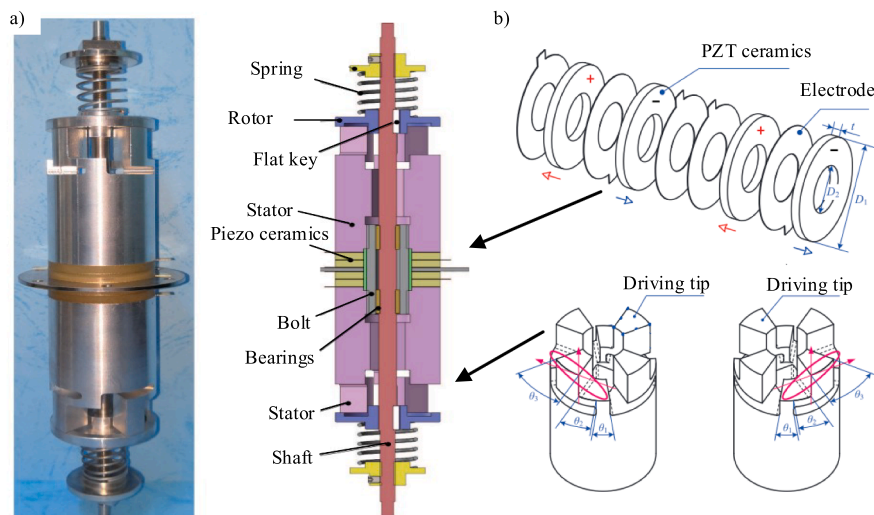 a)
Spring
Rotor
Flat key
Stator
Piezo ceramics
Bolt
Bearings
Stator
Shaft
b)
PZT ceramics
Electrode
+
−
+
−
t
D₂
D₁
Driving tip
θ₃
θ₂
θ₁
Driving tip
θ₁
θ₂
θ₃